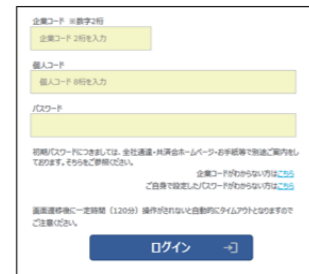 企業コード ※数字2桁
企業コード 2桁を入力
個人コード
個人コード 8桁を入力
パスワード
初期パスワードにつきましては、全社通達・共済会ホームページ・お手紙等で別途ご案内をし
ております。そちらをご参照ください。
企業コードがわからない方はこちら
ご自身で設定したパスワードがわからない方はこちら
画面遷移後に一定時間(120分)操作がされないと自動的にタイムアウトとなりますので
ご注意ください。
ログイン